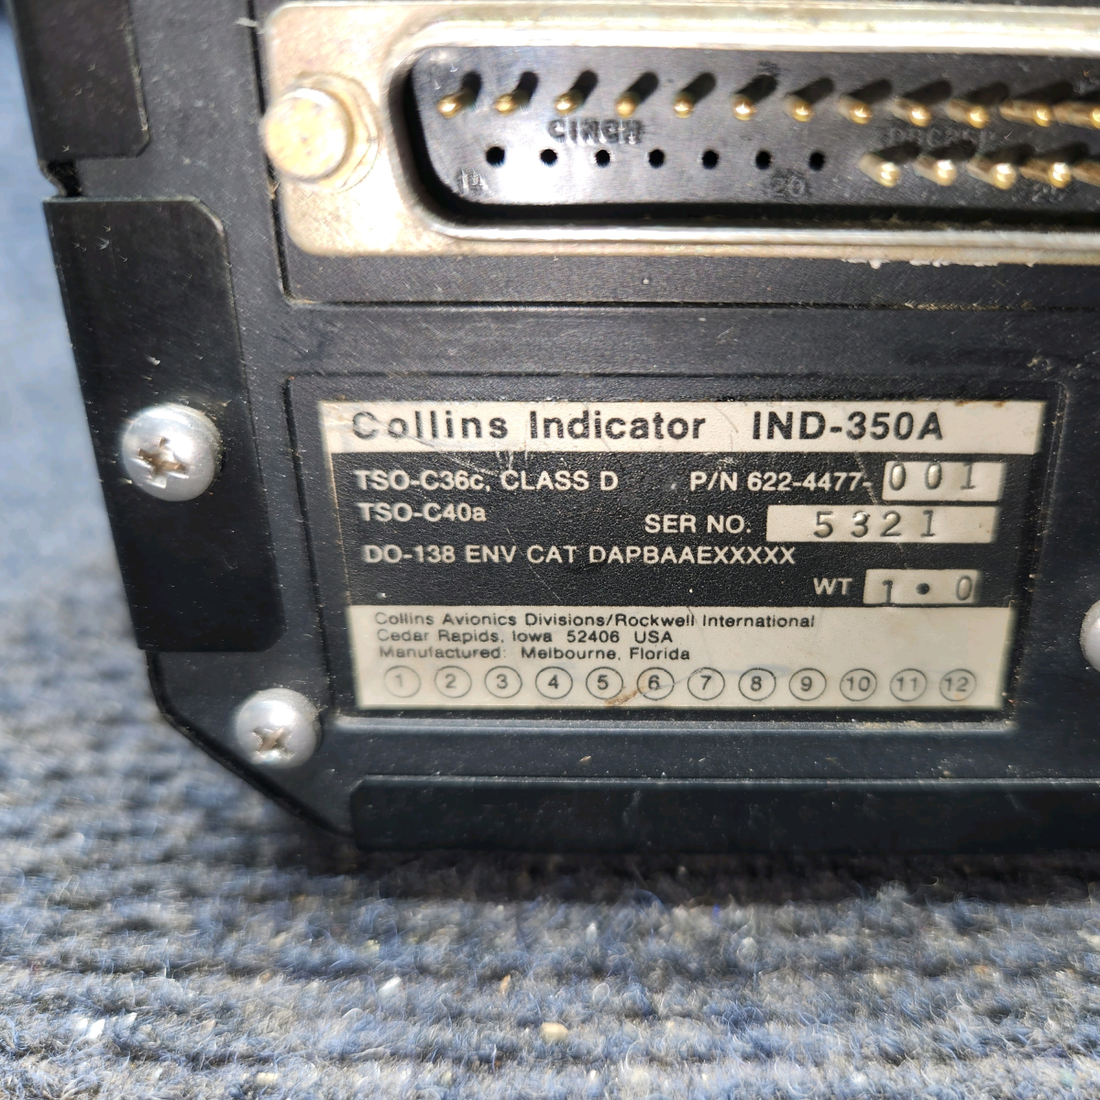 CINCH
20
Collins Indicator IND-350A
TSO-C36c, CLASS D P/N 622-4477-001
TSO-C40a SER NO. 5321
DO-138 ENV CAT DAPBAAEXXXXX
WT 1•0
Collins Avionics Divisions/Rockwell International
Cedar Rapids, Iowa 52406 USA
Manufactured: Melbourne, Florida
1 2 3 4 5 6 7 8 9 10 11 12